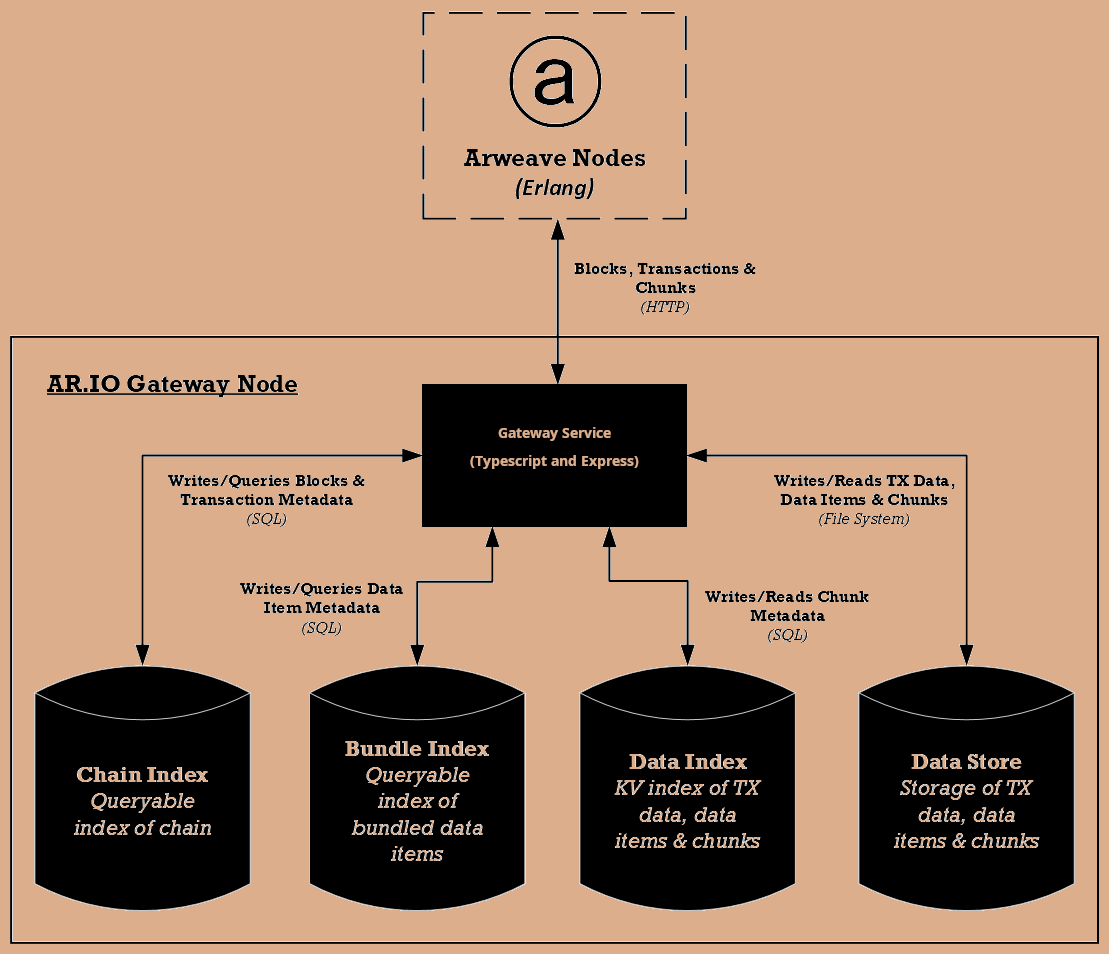 a
Arweave Nodes
(Erlang)
Blocks, Transactions &
Chunks
(HTTP)
AR.IO Gateway Node
Gateway Service
(Typescript and Express)
Writes/Queries Blocks &
Transaction Metadata
(SQL)
Writes/Reads TX Data,
Data Items & Chunks
(File System)
Writes/Queries Data
Item Metadata
(SQL)
Writes/Reads Chunk
Metadata
(SQL)
Chain Index
Queryable
index of chain
Bundle Index
Queryable
index of
bundled data
items
Data Index
KV index of TX
data, data
items & chunks
Data Store
Storage of TX
data, data
items & chunks